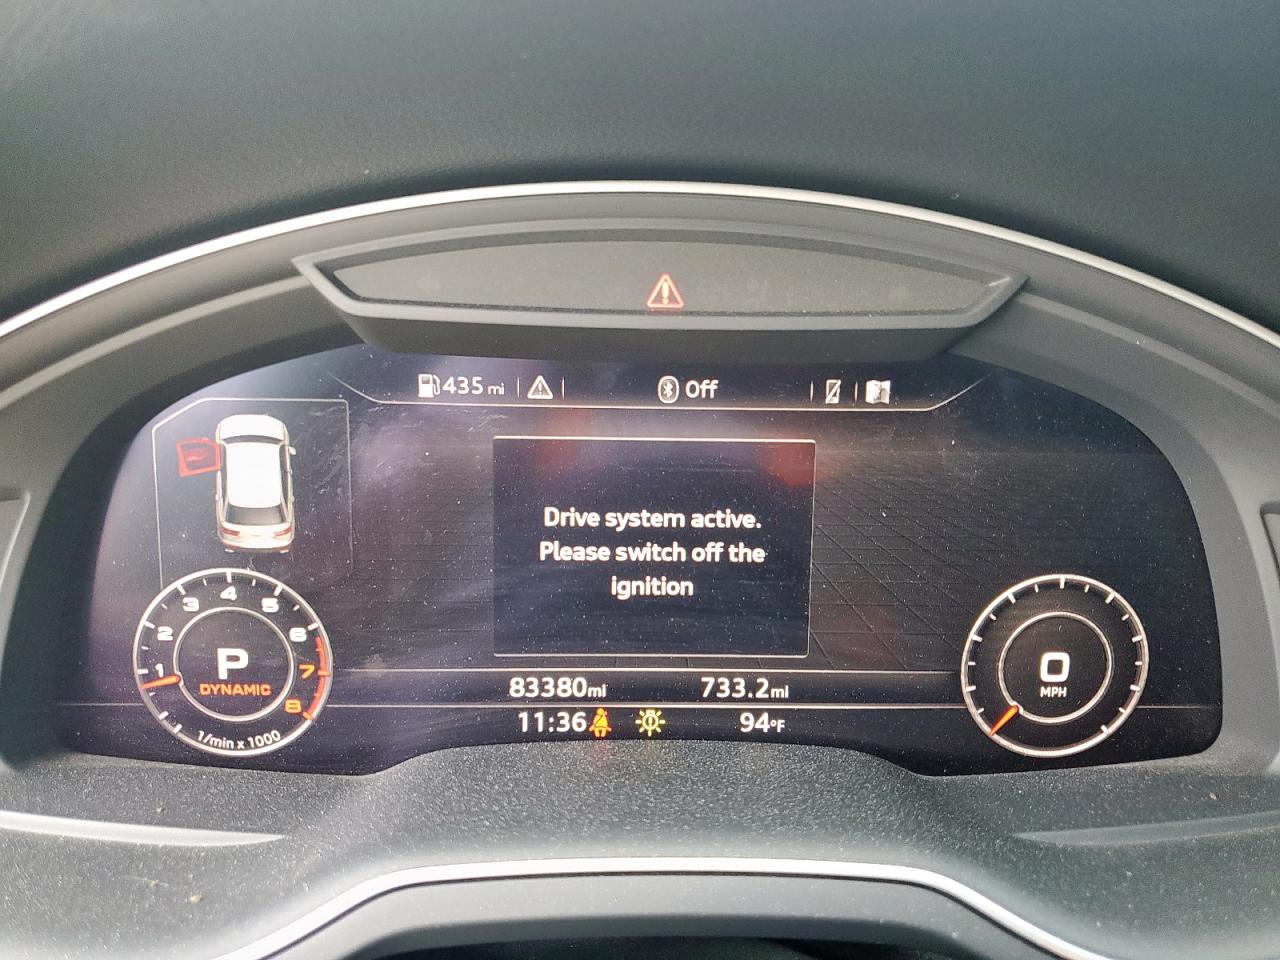 435 mi
Off
Drive system active.
Please switch off the
ignition
1 2 3 4 5 6 7 8
P
DYNAMIC
1/min x 1000
0
MPH
83380mi 733.2mi
11:36 94°F